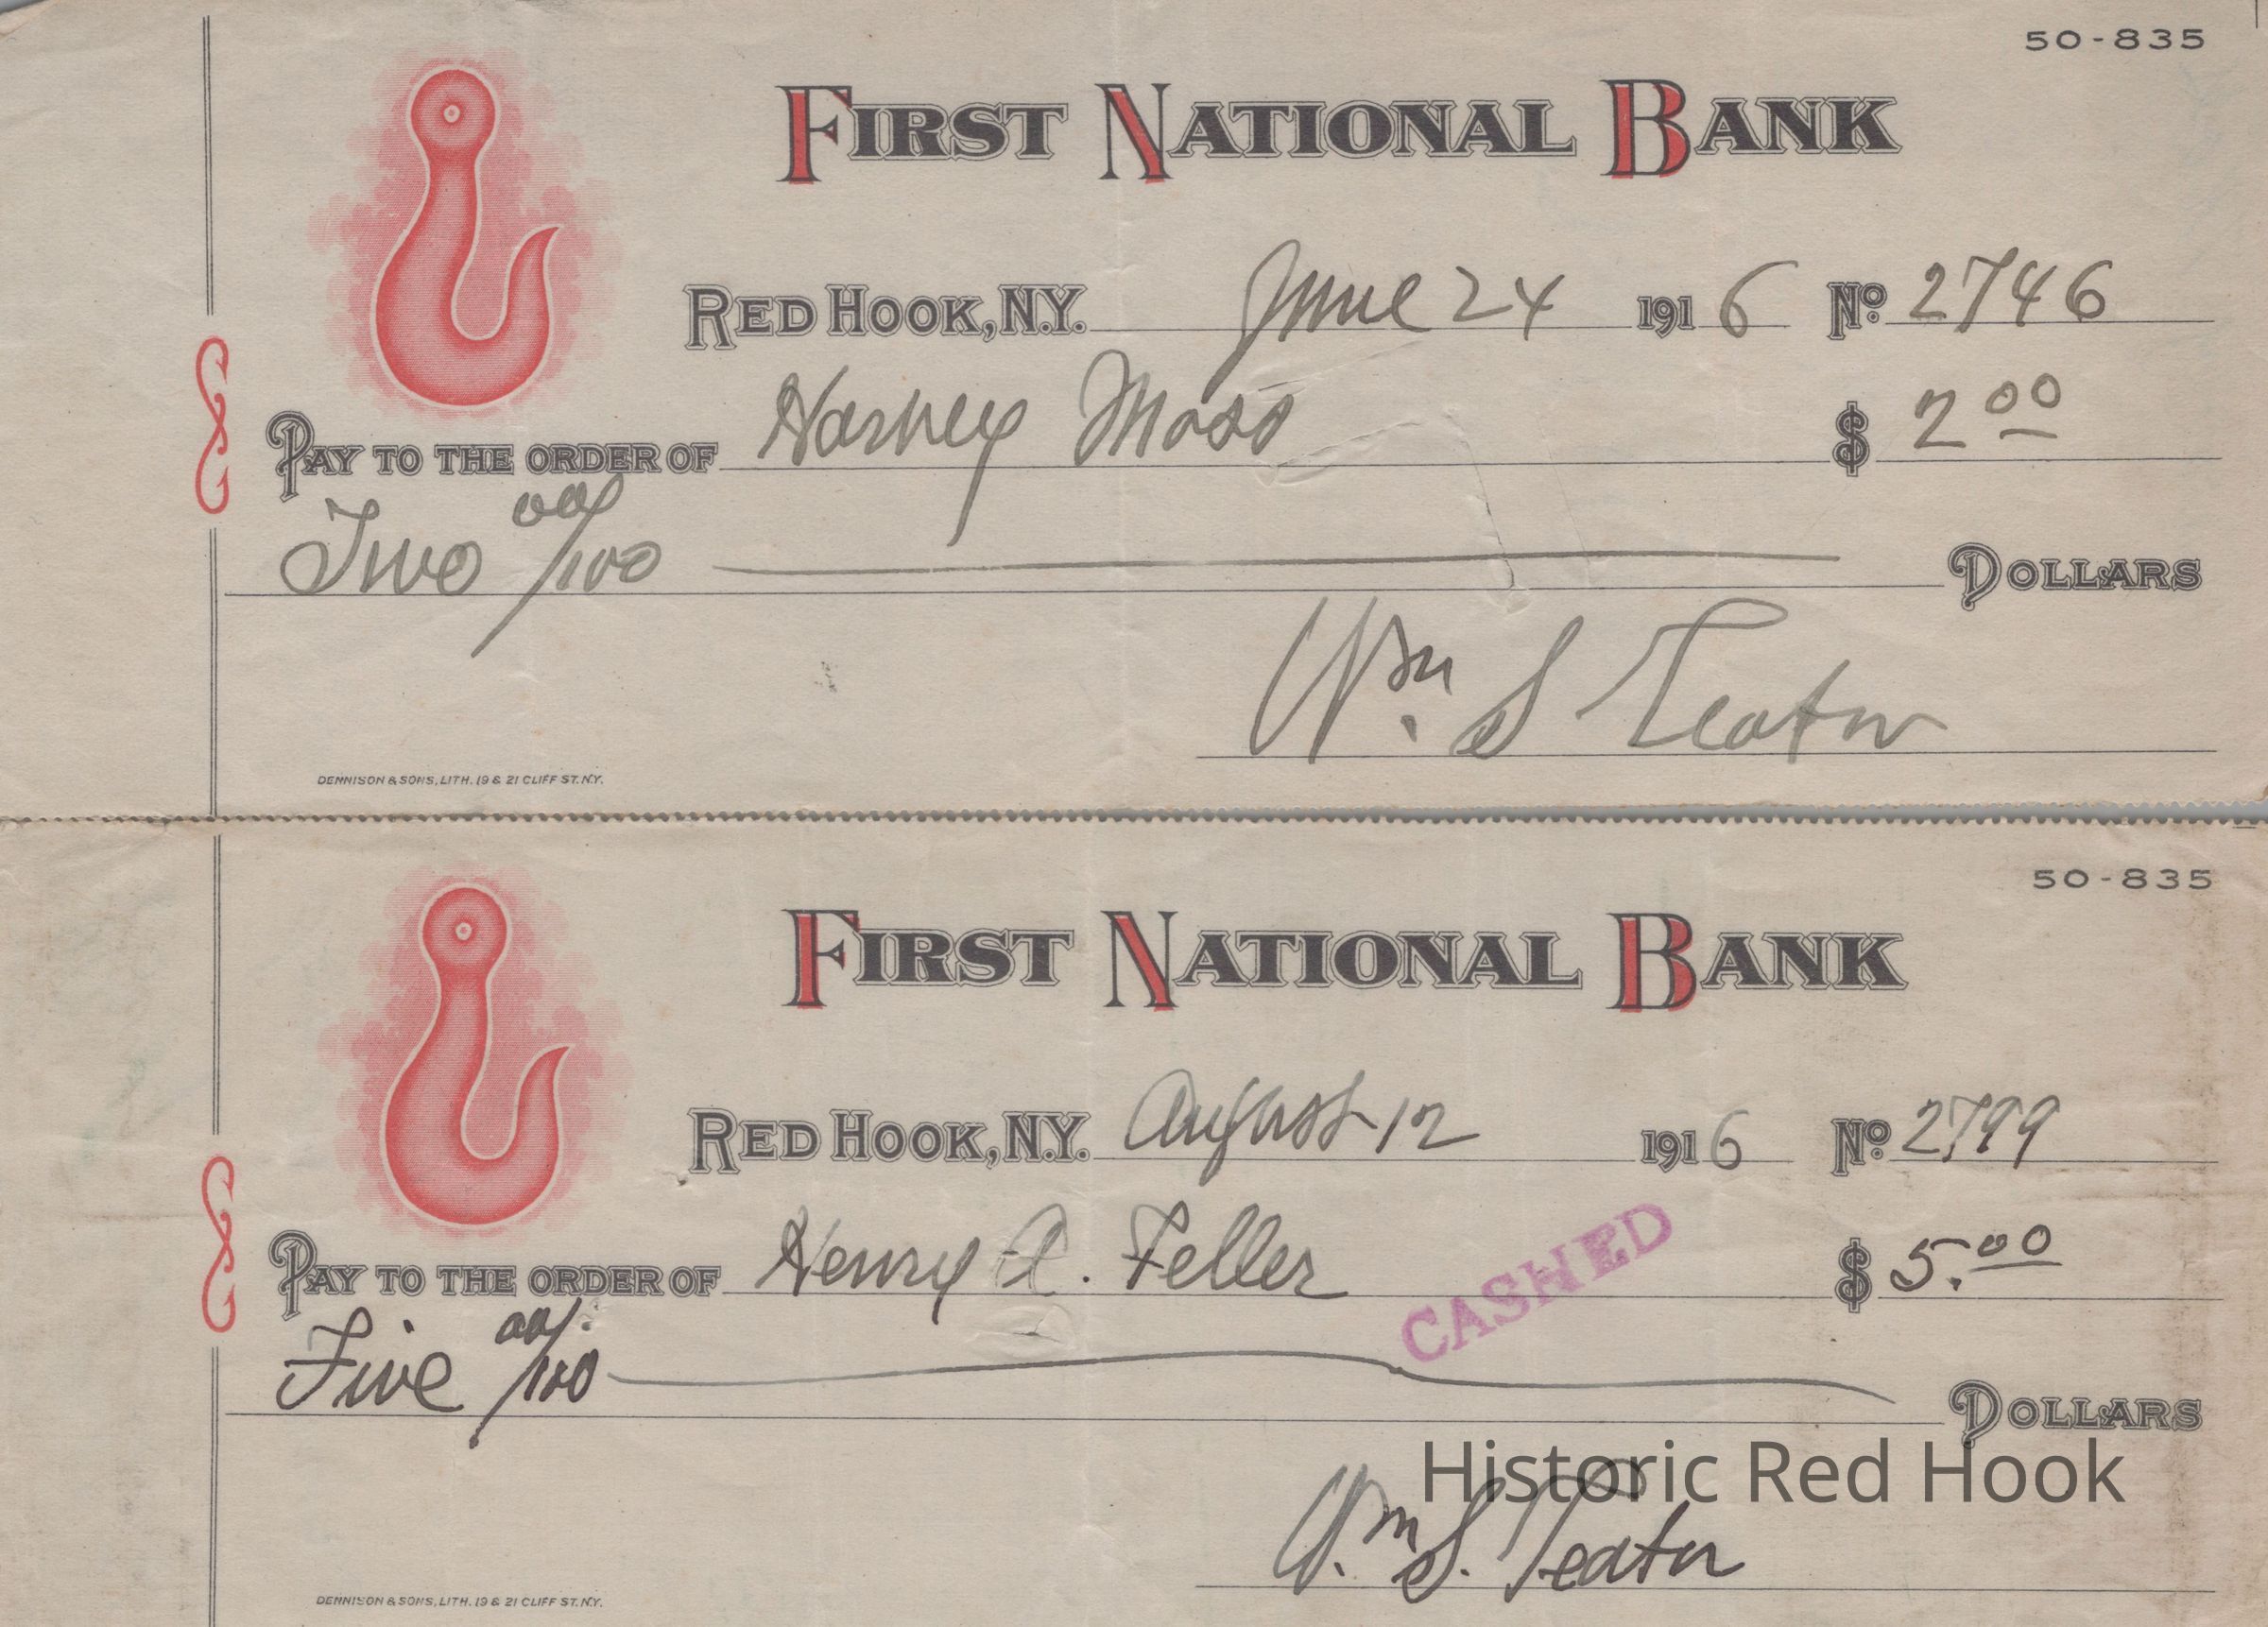 50-835
FIRST NATIONAL BANK
RED HOOK, N.Y. June 24 1916 No. 2746
PAY TO THE ORDER OF Harvey Moss $ 2 00
Two 00/100 DOLLARS
Wm. S Teator
DENNISON & SONS, LITH. 19 & 21 CLIFF ST. N.Y.
50-835
FIRST NATIONAL BANK
RED HOOK, N.Y. August 12 1916 No. 2799
PAY TO THE ORDER OF Henry A. Feller $ 5.00
CASHED
Five 00/100 DOLLARS
Historic Red Hook
Wm. S. Teator
DENNISON & SONS, LITH. 19 & 21 CLIFF ST. N.Y.